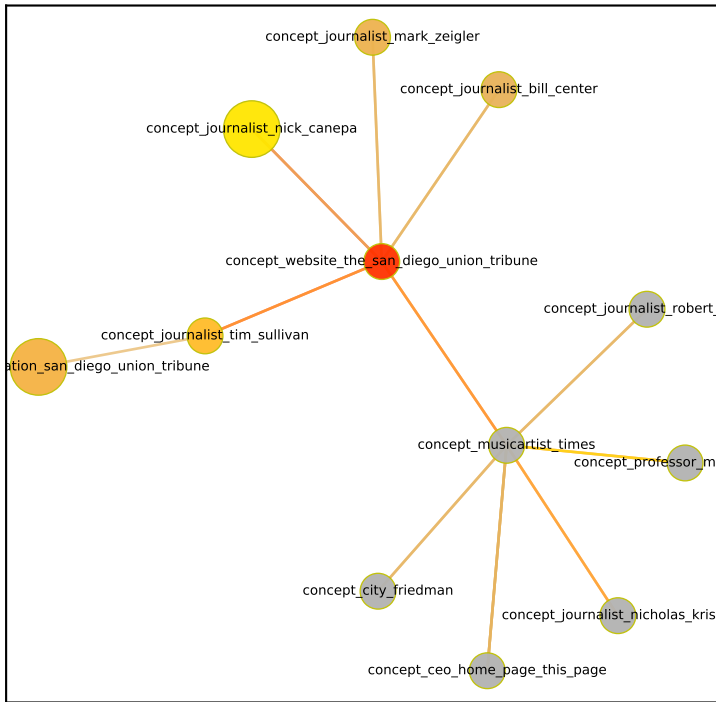 concept_journalist_mark_zeigler
concept_journalist_bill_center
concept_journalist_nick_canepa
concept_website_the_san_diego_union_tribune
concept_journalist_robert_
concept_journalist_tim_sullivan
ation_san_diego_union_tribune
concept_musicartist_times
concept_professor_m
concept_city_friedman
concept_journalist_nicholas_kris
concept_ceo_home_page_this_page